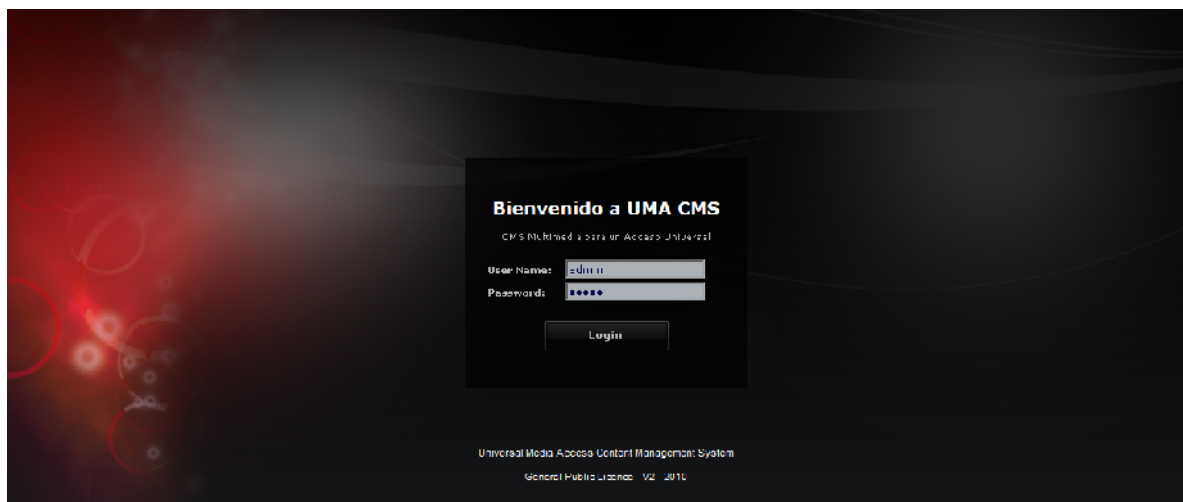 Bienvenido a UMA CMS
CMS Multimedia para un Acceso Universal
User Name: admin
Password: •••••
Login
Universal Media Access Content Management System
General Public Licence V2 2010